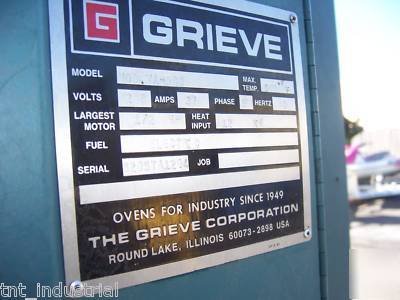 G GRIEVE
MODEL MAX. TEMP. °F
VOLTS AMPS PHASE HERTZ
LARGEST MOTOR HEAT INPUT
FUEL
SERIAL JOB
OVENS FOR INDUSTRY SINCE 1949
THE GRIEVE CORPORATION
ROUND LAKE, ILLINOIS 60073-2898 USA
tnt_industrial